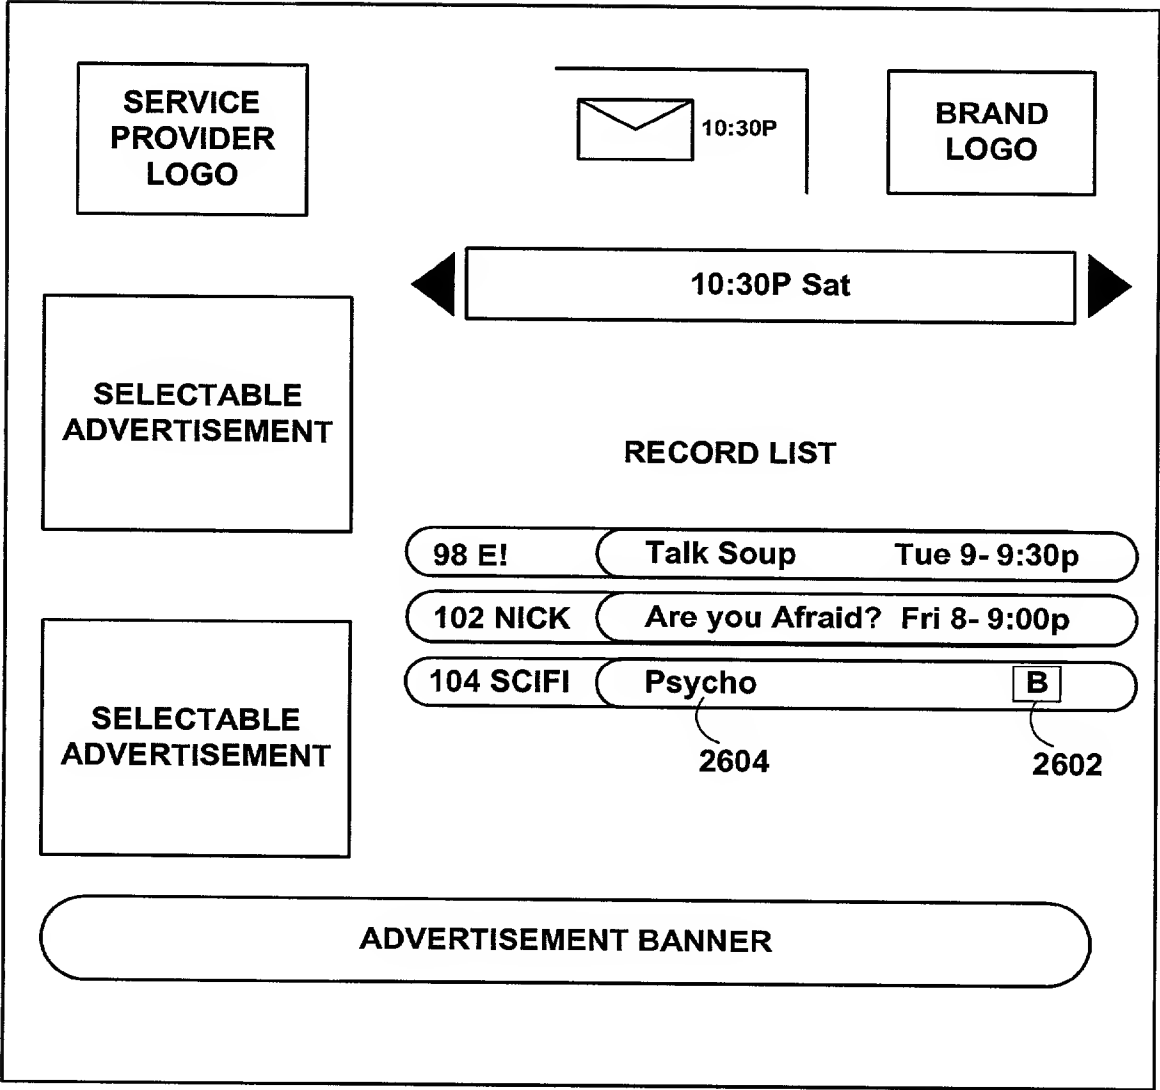 SERVICE
PROVIDER
LOGO
10:30P
BRAND
LOGO
10:30P Sat
SELECTABLE
ADVERTISEMENT
RECORD LIST
98 E! Talk Soup Tue 9- 9:30p
102 NICK Are you Afraid? Fri 8- 9:00p
104 SCIFI Psycho B
2604 2602
SELECTABLE
ADVERTISEMENT
ADVERTISEMENT BANNER